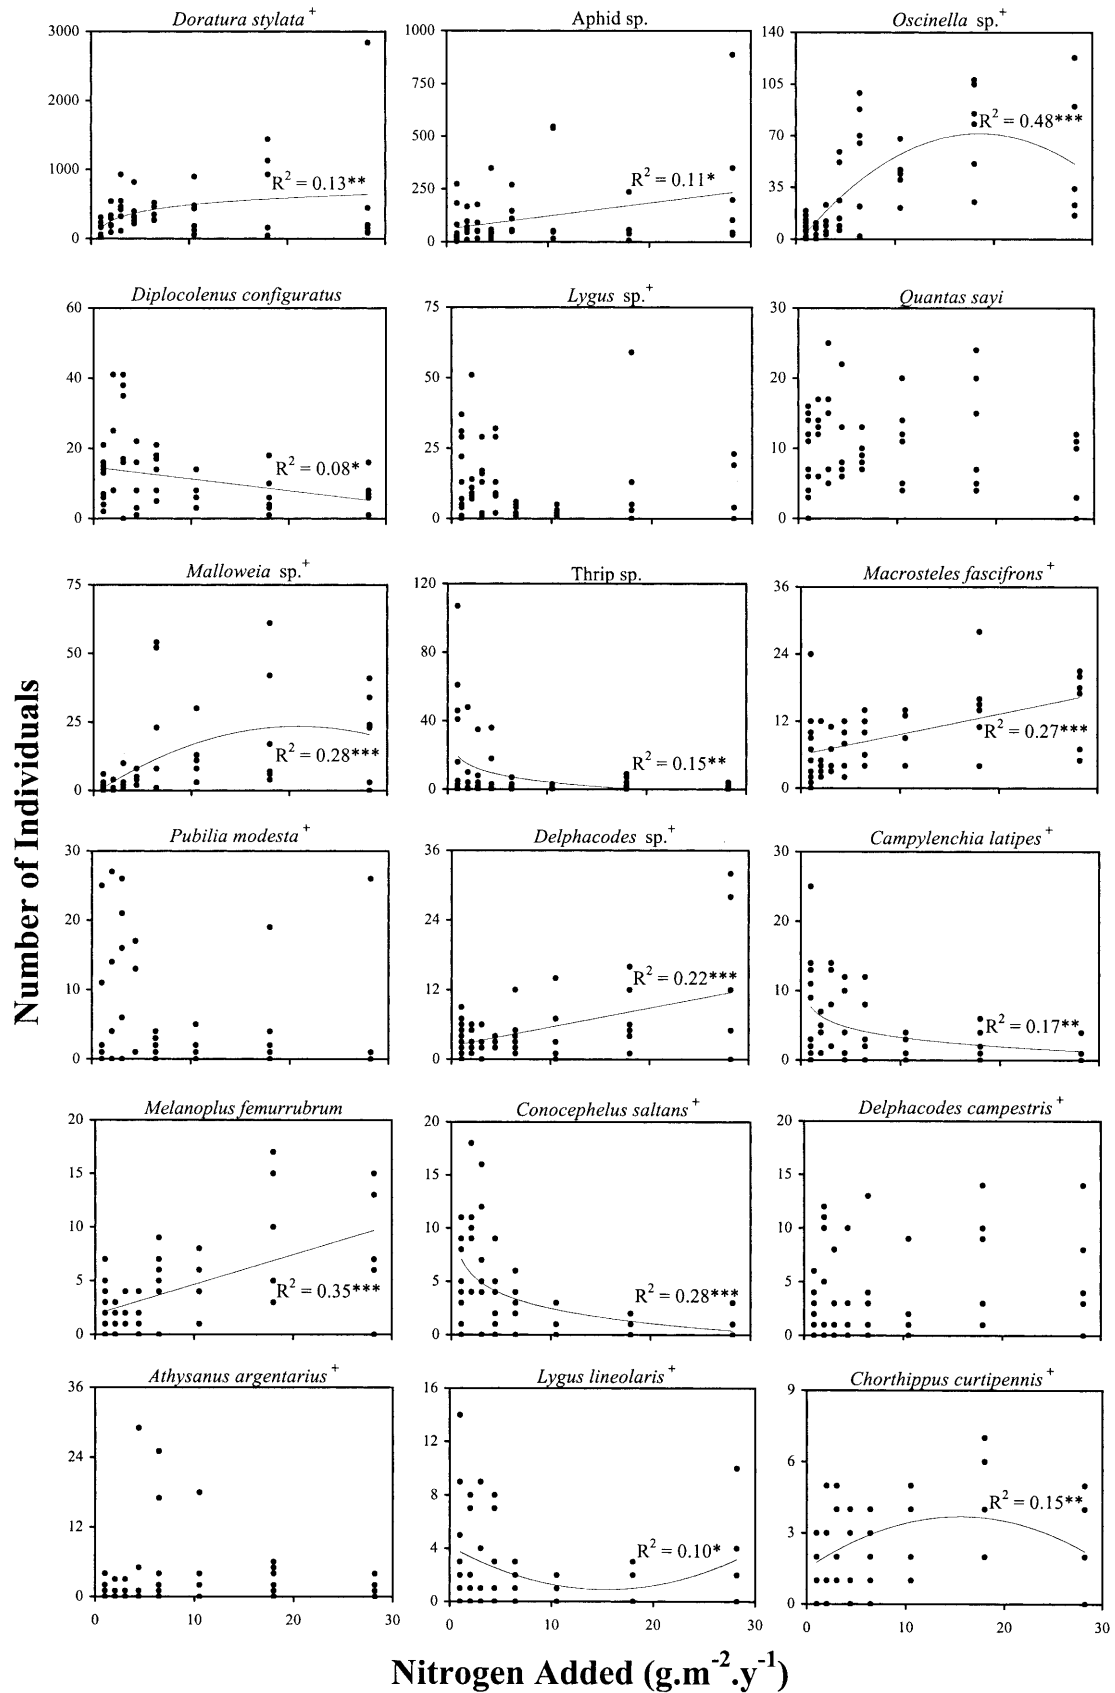 Doratura stylata +
Aphid sp.
Oscinella sp.+
3000
2000
1000
0
R² = 0.13**
1000
750
500
250
0
R² = 0.11*
140
105
70
35
0
R² = 0.48***
Diplocolenus configuratus
Lygus sp.+
Quantas sayi
60
40
20
0
R² = 0.08*
75
50
25
0
30
20
10
0
Malloweia sp.+
Thrip sp.
Macrosteles fascifrons +
75
50
25
0
R² = 0.28***
120
80
40
0
R² = 0.15**
36
24
12
0
R² = 0.27***
Number of Individuals
Pubilia modesta +
Delphacodes sp.+
Campylenchia latipes +
30
20
10
0
36
24
12
0
R² = 0.22***
30
20
10
0
R² = 0.17**
Melanoplus femurrubrum
Conocephelus saltans +
Delphacodes campestris +
20
15
10
5
0
R² = 0.35***
20
15
10
5
0
R² = 0.28***
20
15
10
5
0
Athysanus argentarius +
Lygus lineolaris +
Chorthippus curtipennis +
36
24
12
0
16
12
8
4
0
R² = 0.10*
9
6
3
0
R² = 0.15**
0 10 20 30
0 10 20 30
0 10 20 30
Nitrogen Added (g.m⁻².y⁻¹)